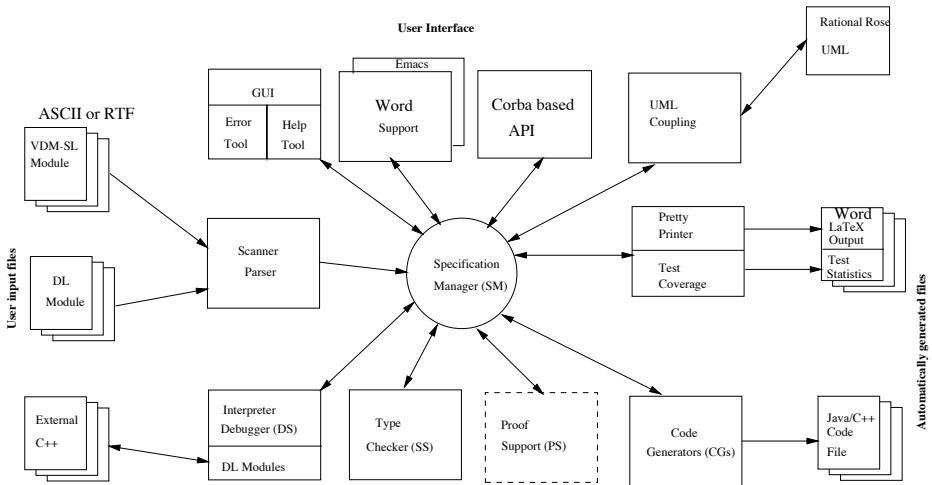 User Interface
Rational Rose
UML
Emacs
GUI
Error
Tool
Help
Tool
Word
Support
Corba based
API
UML
Coupling
ASCII or RTF
VDM-SL
Module
Scanner
Parser
Specification
Manager (SM)
Pretty
Printer
Test
Coverage
Word
LaTeX
Output
Test
Statistics
User input files
DL
Module
Automatically generated files
External
C++
Interpreter
Debugger (DS)
DL Modules
Type
Checker (SS)
Proof
Support (PS)
Code
Generators (CGs)
Java/C++
Code
File